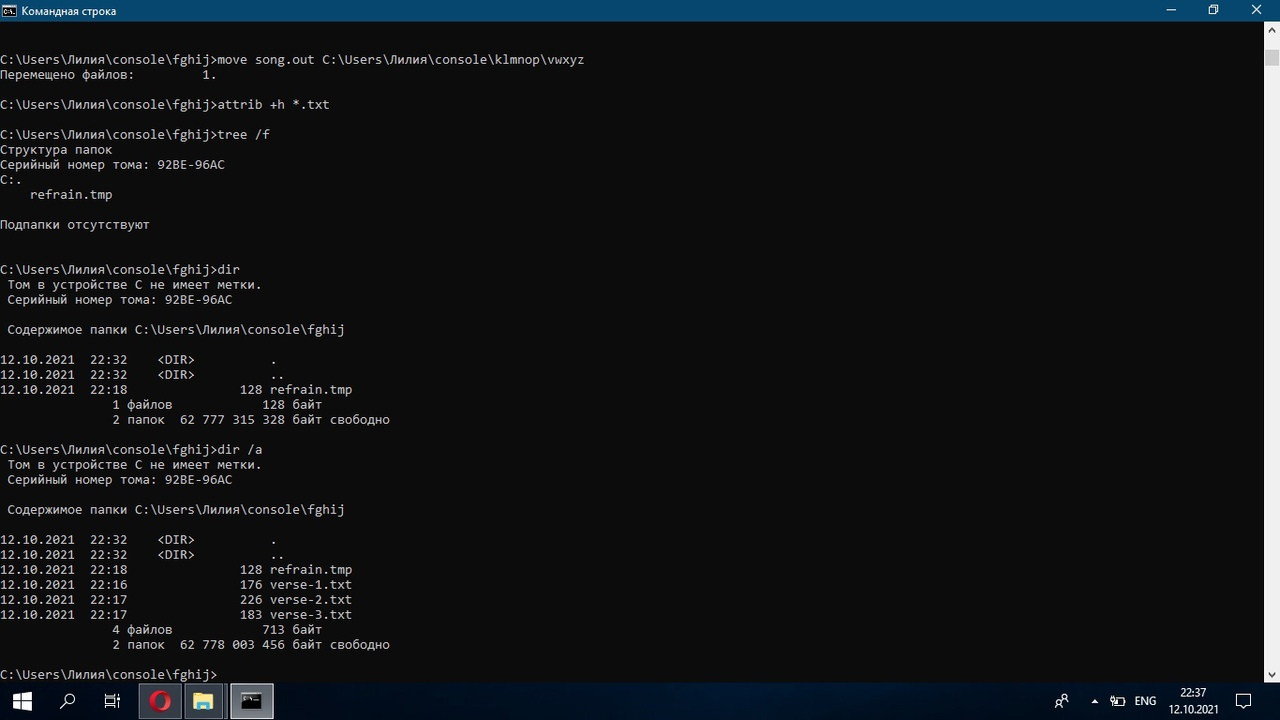 Командная строка
C:\Users\Лилия\console\fghij>move song.out C:\Users\Лилия\console\klmnop\vwxyz
Перемещено файлов:         1.
C:\Users\Лилия\console\fghij>attrib +h *.txt
C:\Users\Лилия\console\fghij>tree /f
Структура папок
Серийный номер тома: 92BE-96AC
C:.
    refrain.tmp
Подпапки отсутствуют
C:\Users\Лилия\console\fghij>dir
 Том в устройстве C не имеет метки.
 Серийный номер тома: 92BE-96AC
 Содержимое папки C:\Users\Лилия\console\fghij
12.10.2021  22:32    <DIR>          .
12.10.2021  22:32    <DIR>          ..
12.10.2021  22:18               128 refrain.tmp
               1 файлов            128 байт
               2 папок  62 777 315 328 байт свободно
C:\Users\Лилия\console\fghij>dir /a
 Том в устройстве C не имеет метки.
 Серийный номер тома: 92BE-96AC
 Содержимое папки C:\Users\Лилия\console\fghij
12.10.2021  22:32    <DIR>          .
12.10.2021  22:32    <DIR>          ..
12.10.2021  22:18               128 refrain.tmp
12.10.2021  22:16               176 verse-1.txt
12.10.2021  22:17               226 verse-2.txt
12.10.2021  22:17               183 verse-3.txt
               4 файлов            713 байт
               2 папок  62 778 003 456 байт свободно
C:\Users\Лилия\console\fghij>
ENG
22:37
12.10.2021